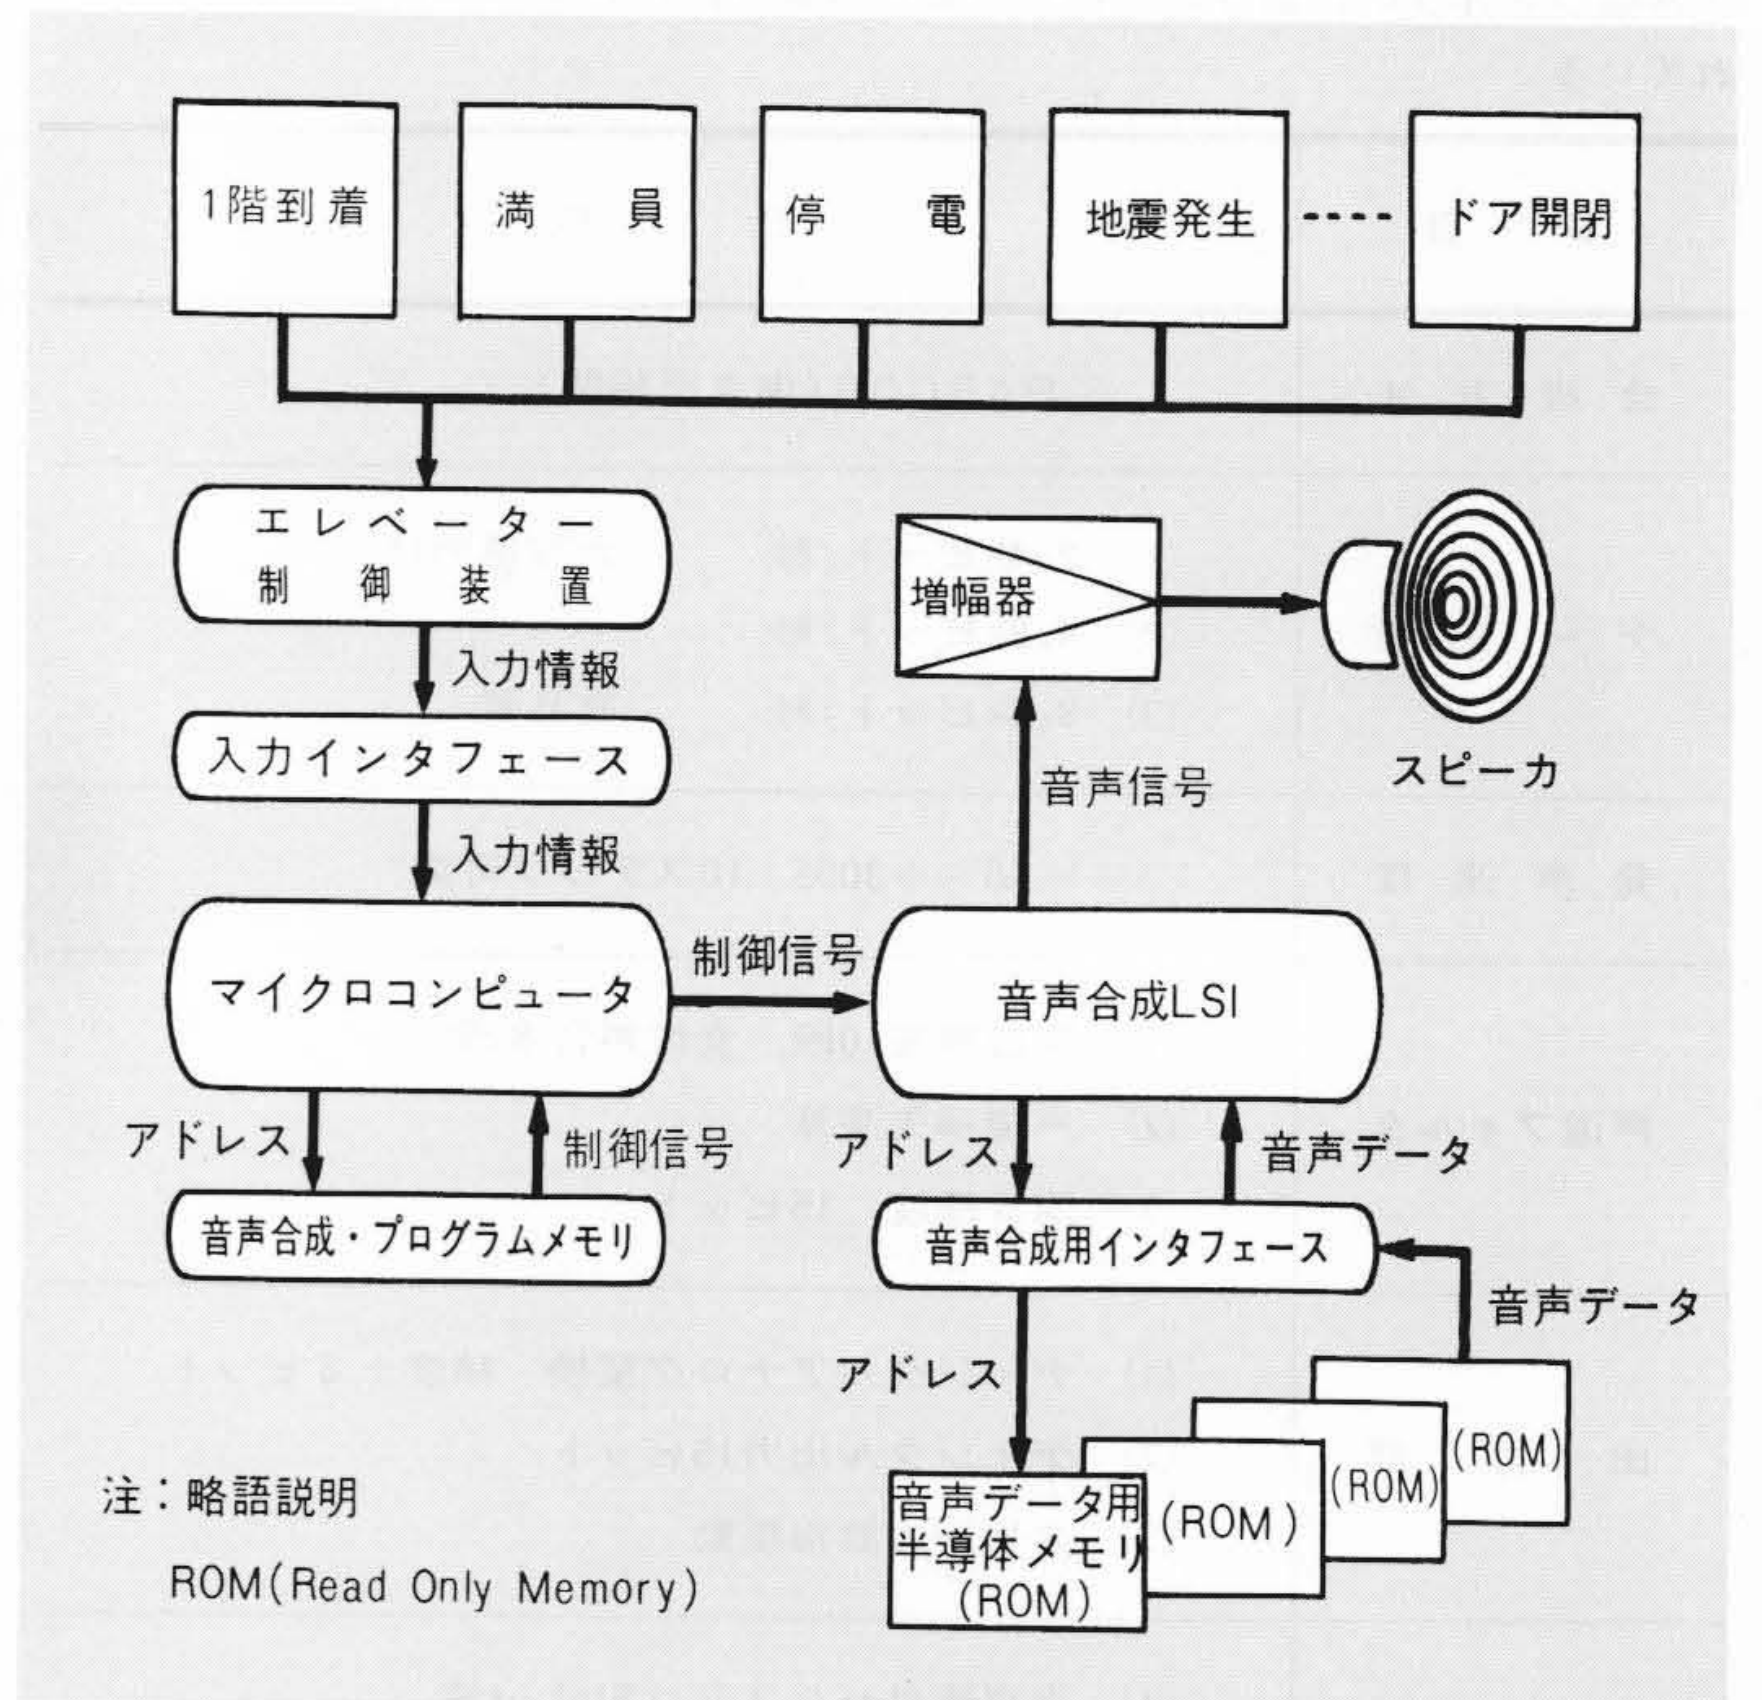 1階到着
満員
停電
地震発生
ドア開閉
エレベーター
制御装置
入力情報
入力インタフェース
入力情報
マイクロコンピュータ
制御信号
アドレス
制御信号
音声合成・プログラムメモリ
増幅器
スピーカ
音声信号
音声合成LSI
アドレス
音声データ
音声合成用インタフェース
音声データ
アドレス
音声データ用
半導体メモリ
(ROM)
(ROM)
(ROM)
(ROM)
注：略語説明
ROM(Read Only Memory)